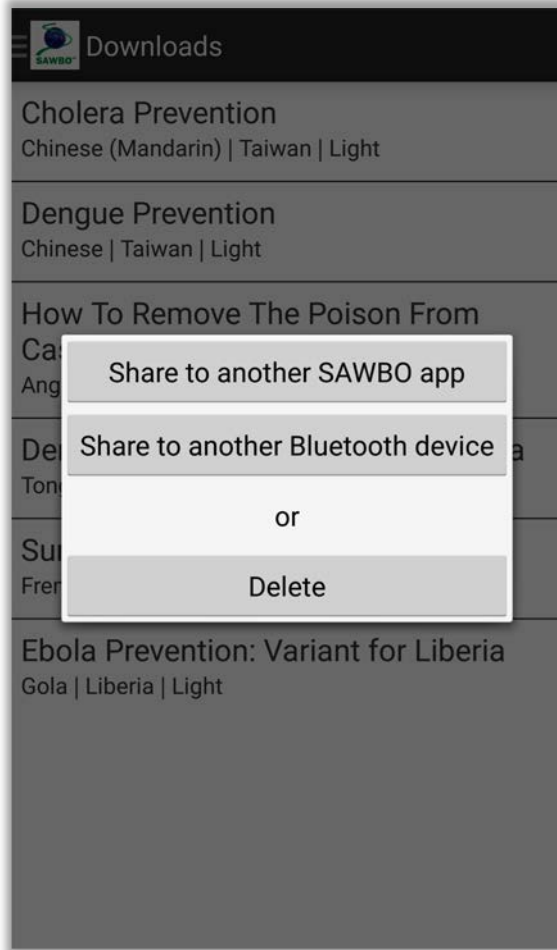 SAWBO
Downloads
Cholera Prevention
Chinese (Mandarin) | Taiwan | Light
Dengue Prevention
Chinese | Taiwan | Light
How To Remove The Poison From
Share to another SAWBO app
Share to another Bluetooth device
or
Delete
Ebola Prevention: Variant for Liberia
Gola | Liberia | Light